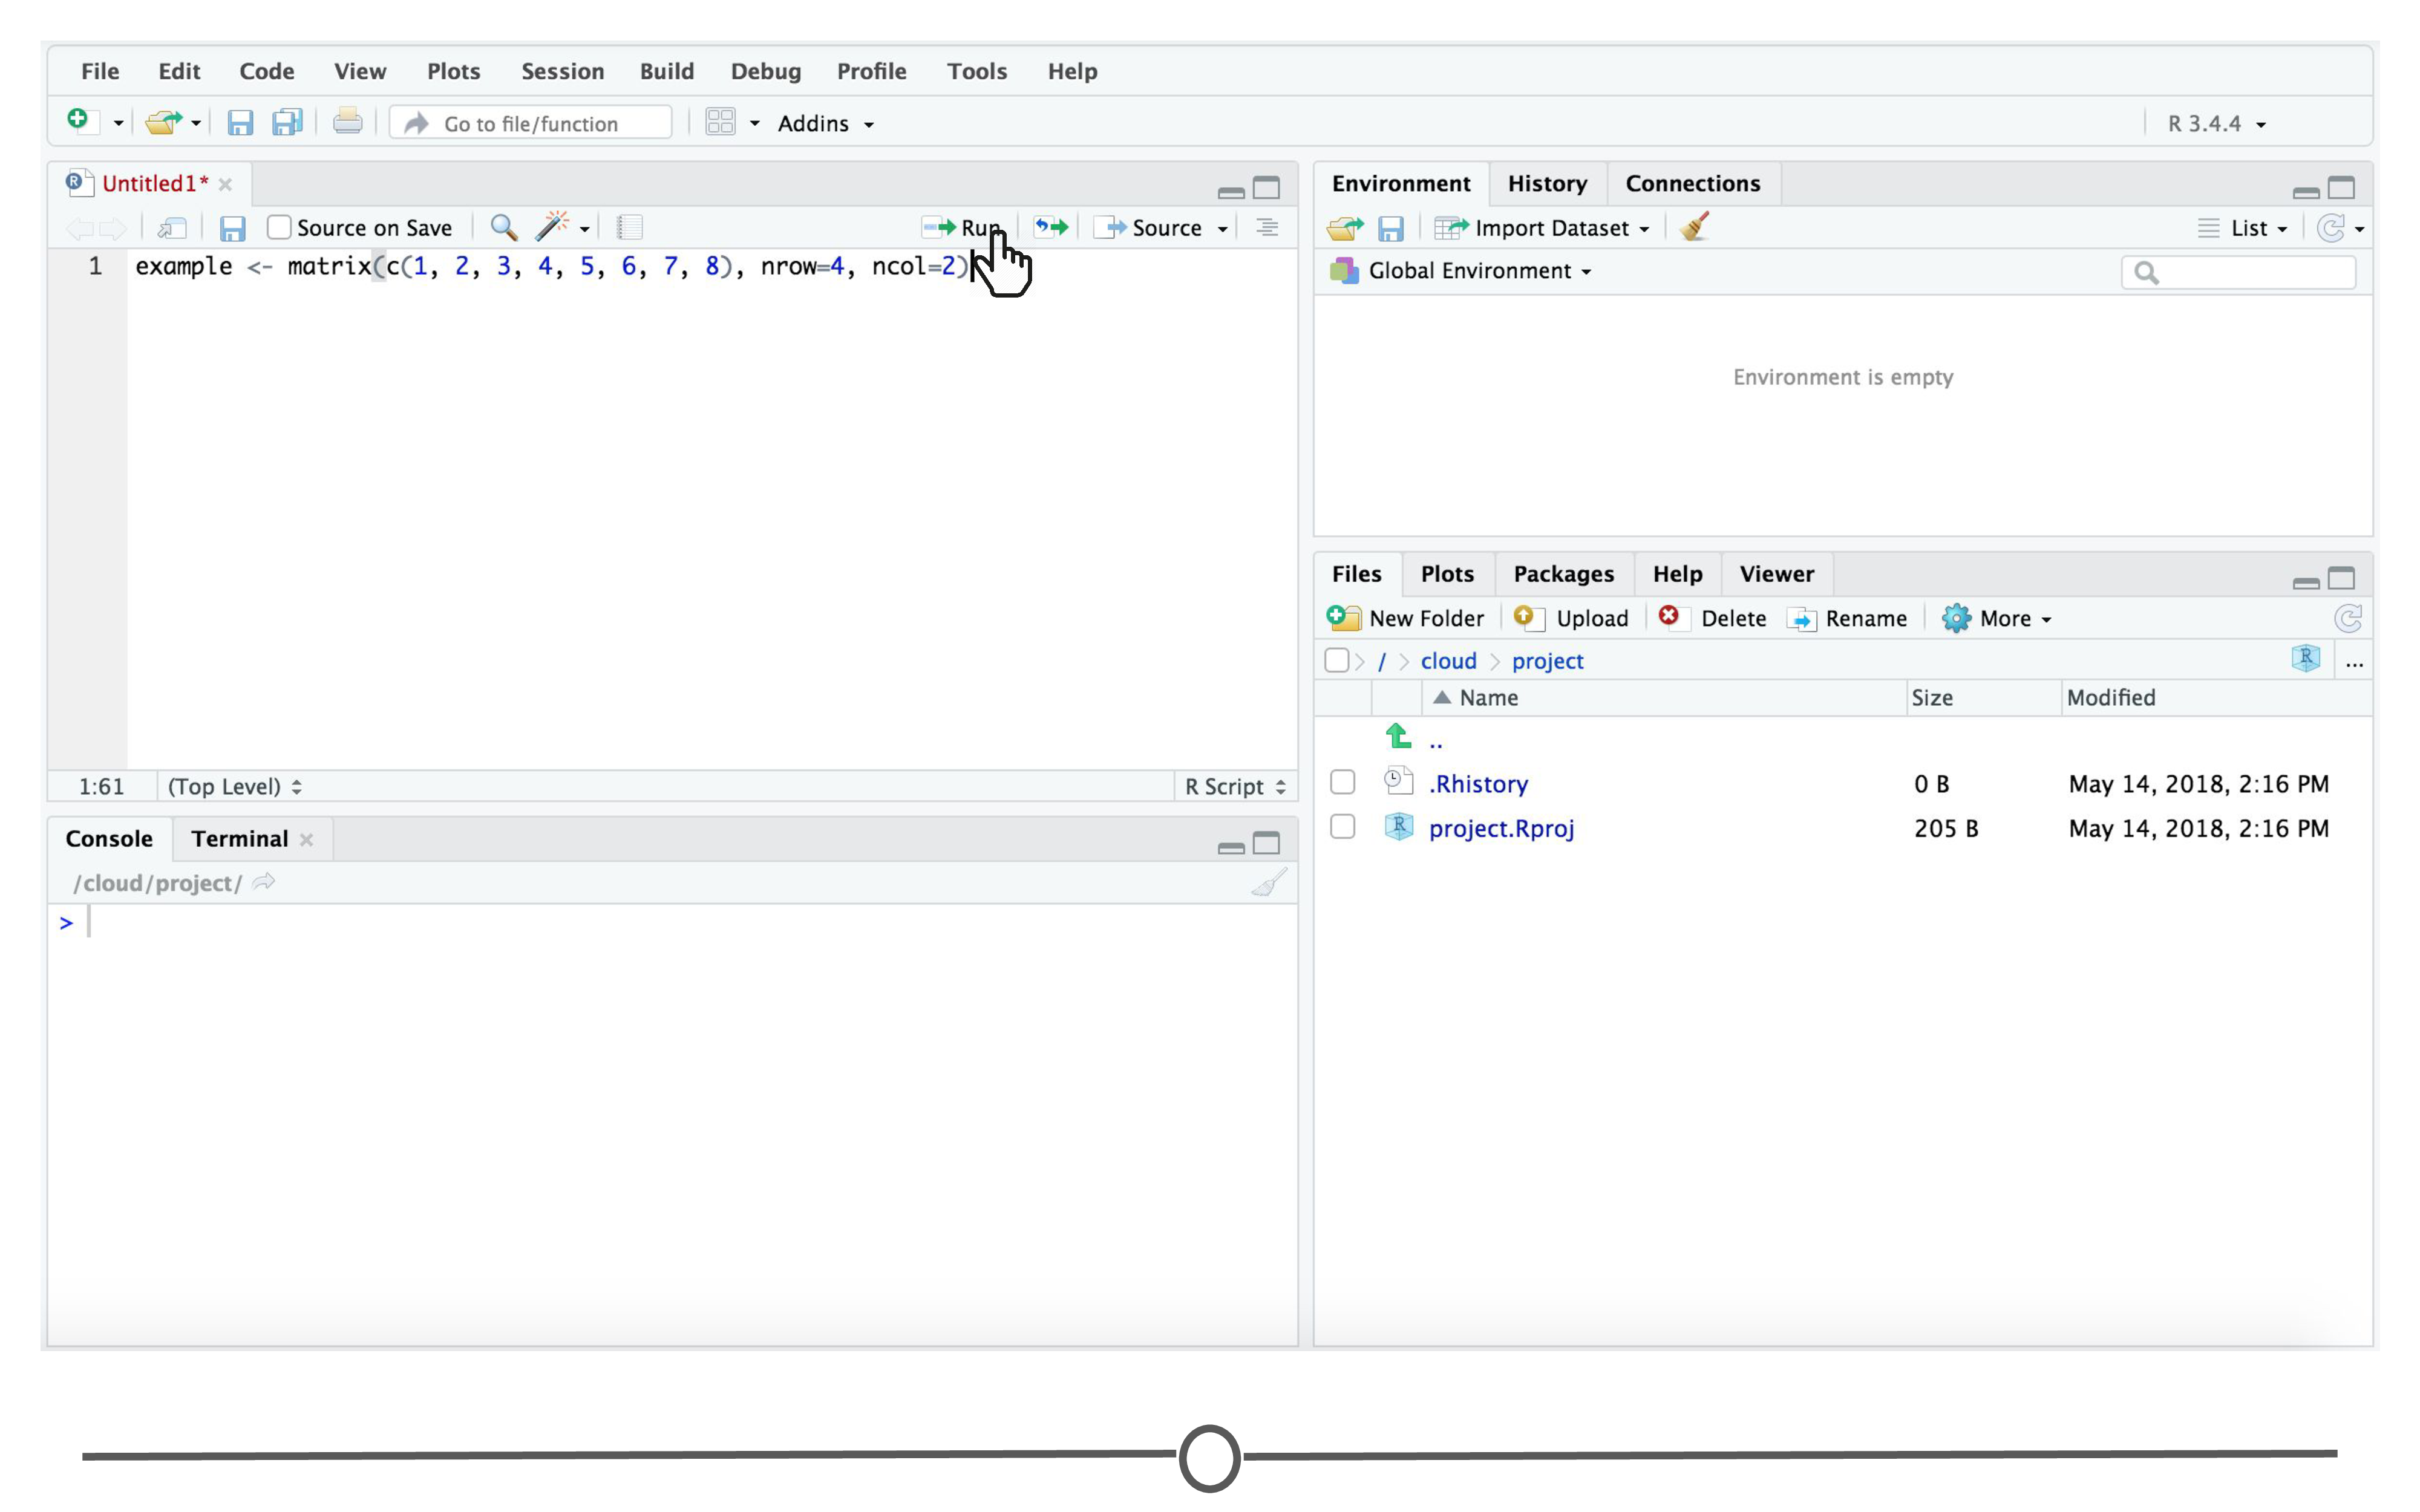 File Edit Code View Plots Session Build Debug Profile Tools Help
Go to file/function Addins R 3.4.4
Untitled1*
Source on Save Run Source
1 example <- matrix(c(1, 2, 3, 4, 5, 6, 7, 8), nrow=4, ncol=2)
1:61 (Top Level) R Script
Console Terminal
/cloud/project/
>
Environment History Connections
Import Dataset List
Global Environment
Environment is empty
Files Plots Packages Help Viewer
New Folder Upload Delete Rename More
/ cloud project R ...
Name Size Modified
..
.Rhistory 0 B May 14, 2018, 2:16 PM
project.Rproj 205 B May 14, 2018, 2:16 PM